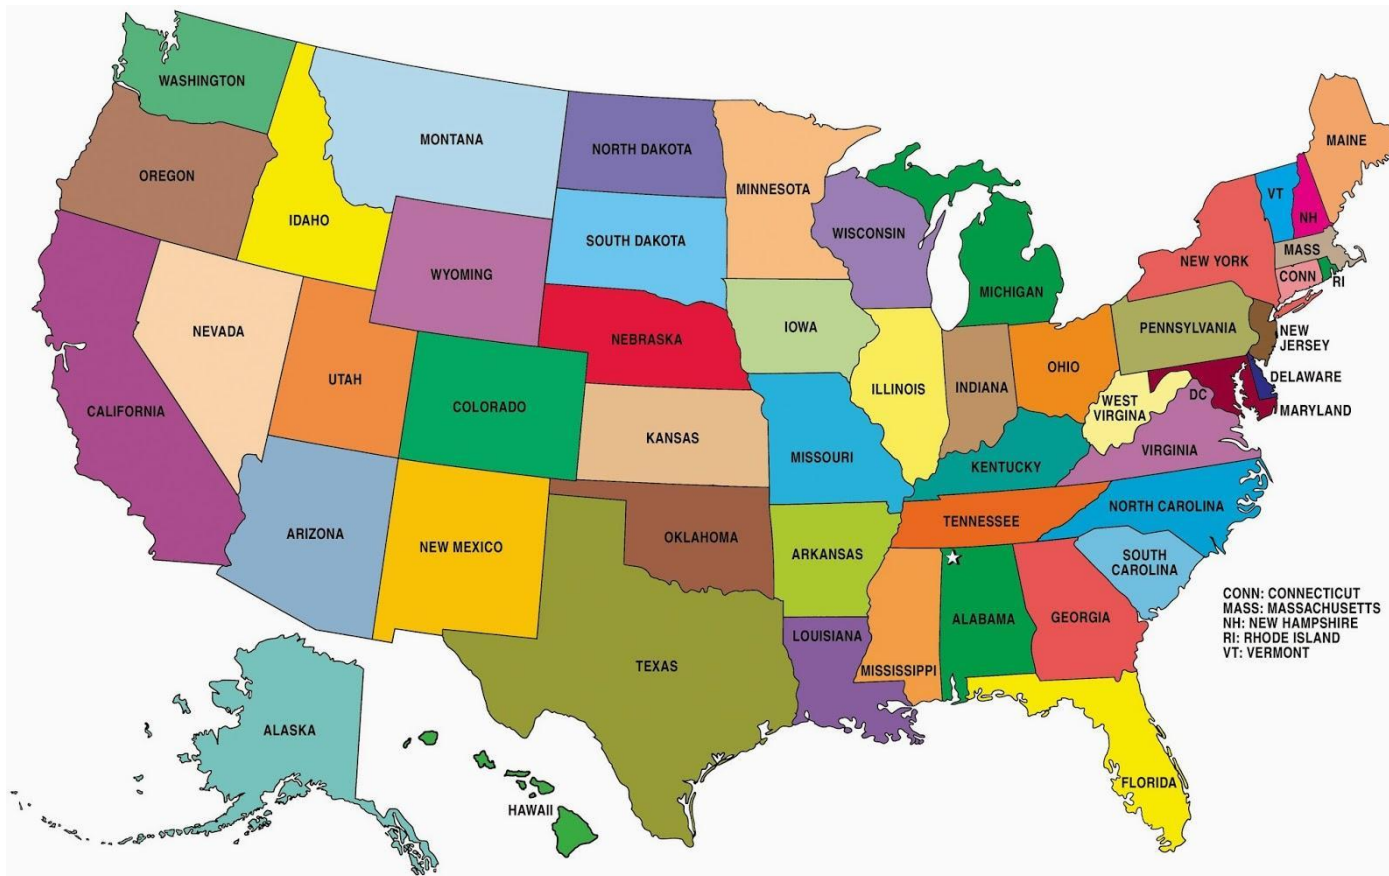 WASHINGTON
OREGON
CALIFORNIA
NEVADA
IDAHO
MONTANA
WYOMING
UTAH
COLORADO
ARIZONA
NEW MEXICO
NORTH DAKOTA
SOUTH DAKOTA
NEBRASKA
KANSAS
OKLAHOMA
TEXAS
MINNESOTA
IOWA
MISSOURI
ARKANSAS
LOUISIANA
WISCONSIN
ILLINOIS
MICHIGAN
INDIANA
OHIO
KENTUCKY
TENNESSEE
MISSISSIPPI
ALABAMA
GEORGIA
FLORIDA
SOUTH
CAROLINA
NORTH CAROLINA
VIRGINIA
WEST
VIRGINA
DC
MARYLAND
DELAWARE
PENNSYLVANIA
NEW
JERSEY
NEW YORK
CONN
RI
MASS
VT
NH
MAINE
ALASKA
HAWAII
CONN: CONNECTICUT
MASS: MASSACHUSETTS
NH: NEW HAMPSHIRE
RI: RHODE ISLAND
VT: VERMONT